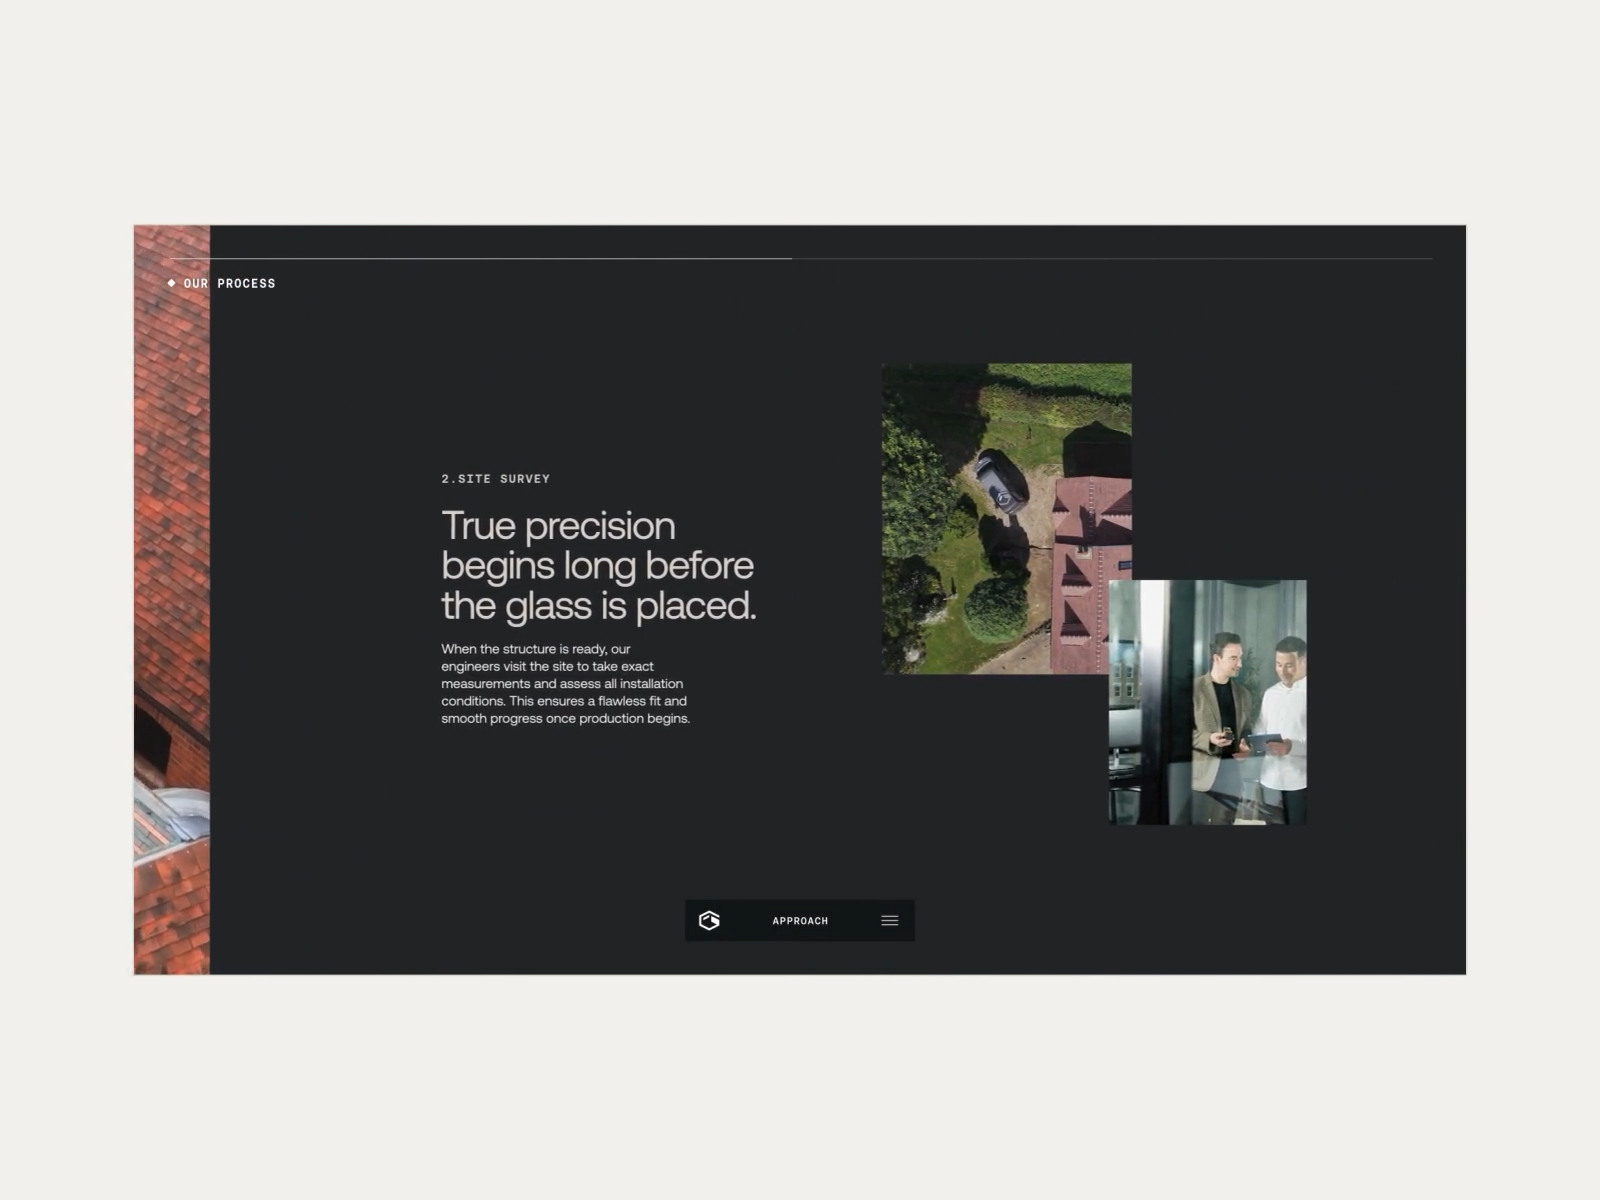 OUR PROCESS
2.SITE SURVEY
True precision
begins long before
the glass is placed.
When the structure is ready, our
engineers visit the site to take exact
measurements and assess all installation
conditions. This ensures a flawless fit and
smooth progress once production begins.
APPROACH